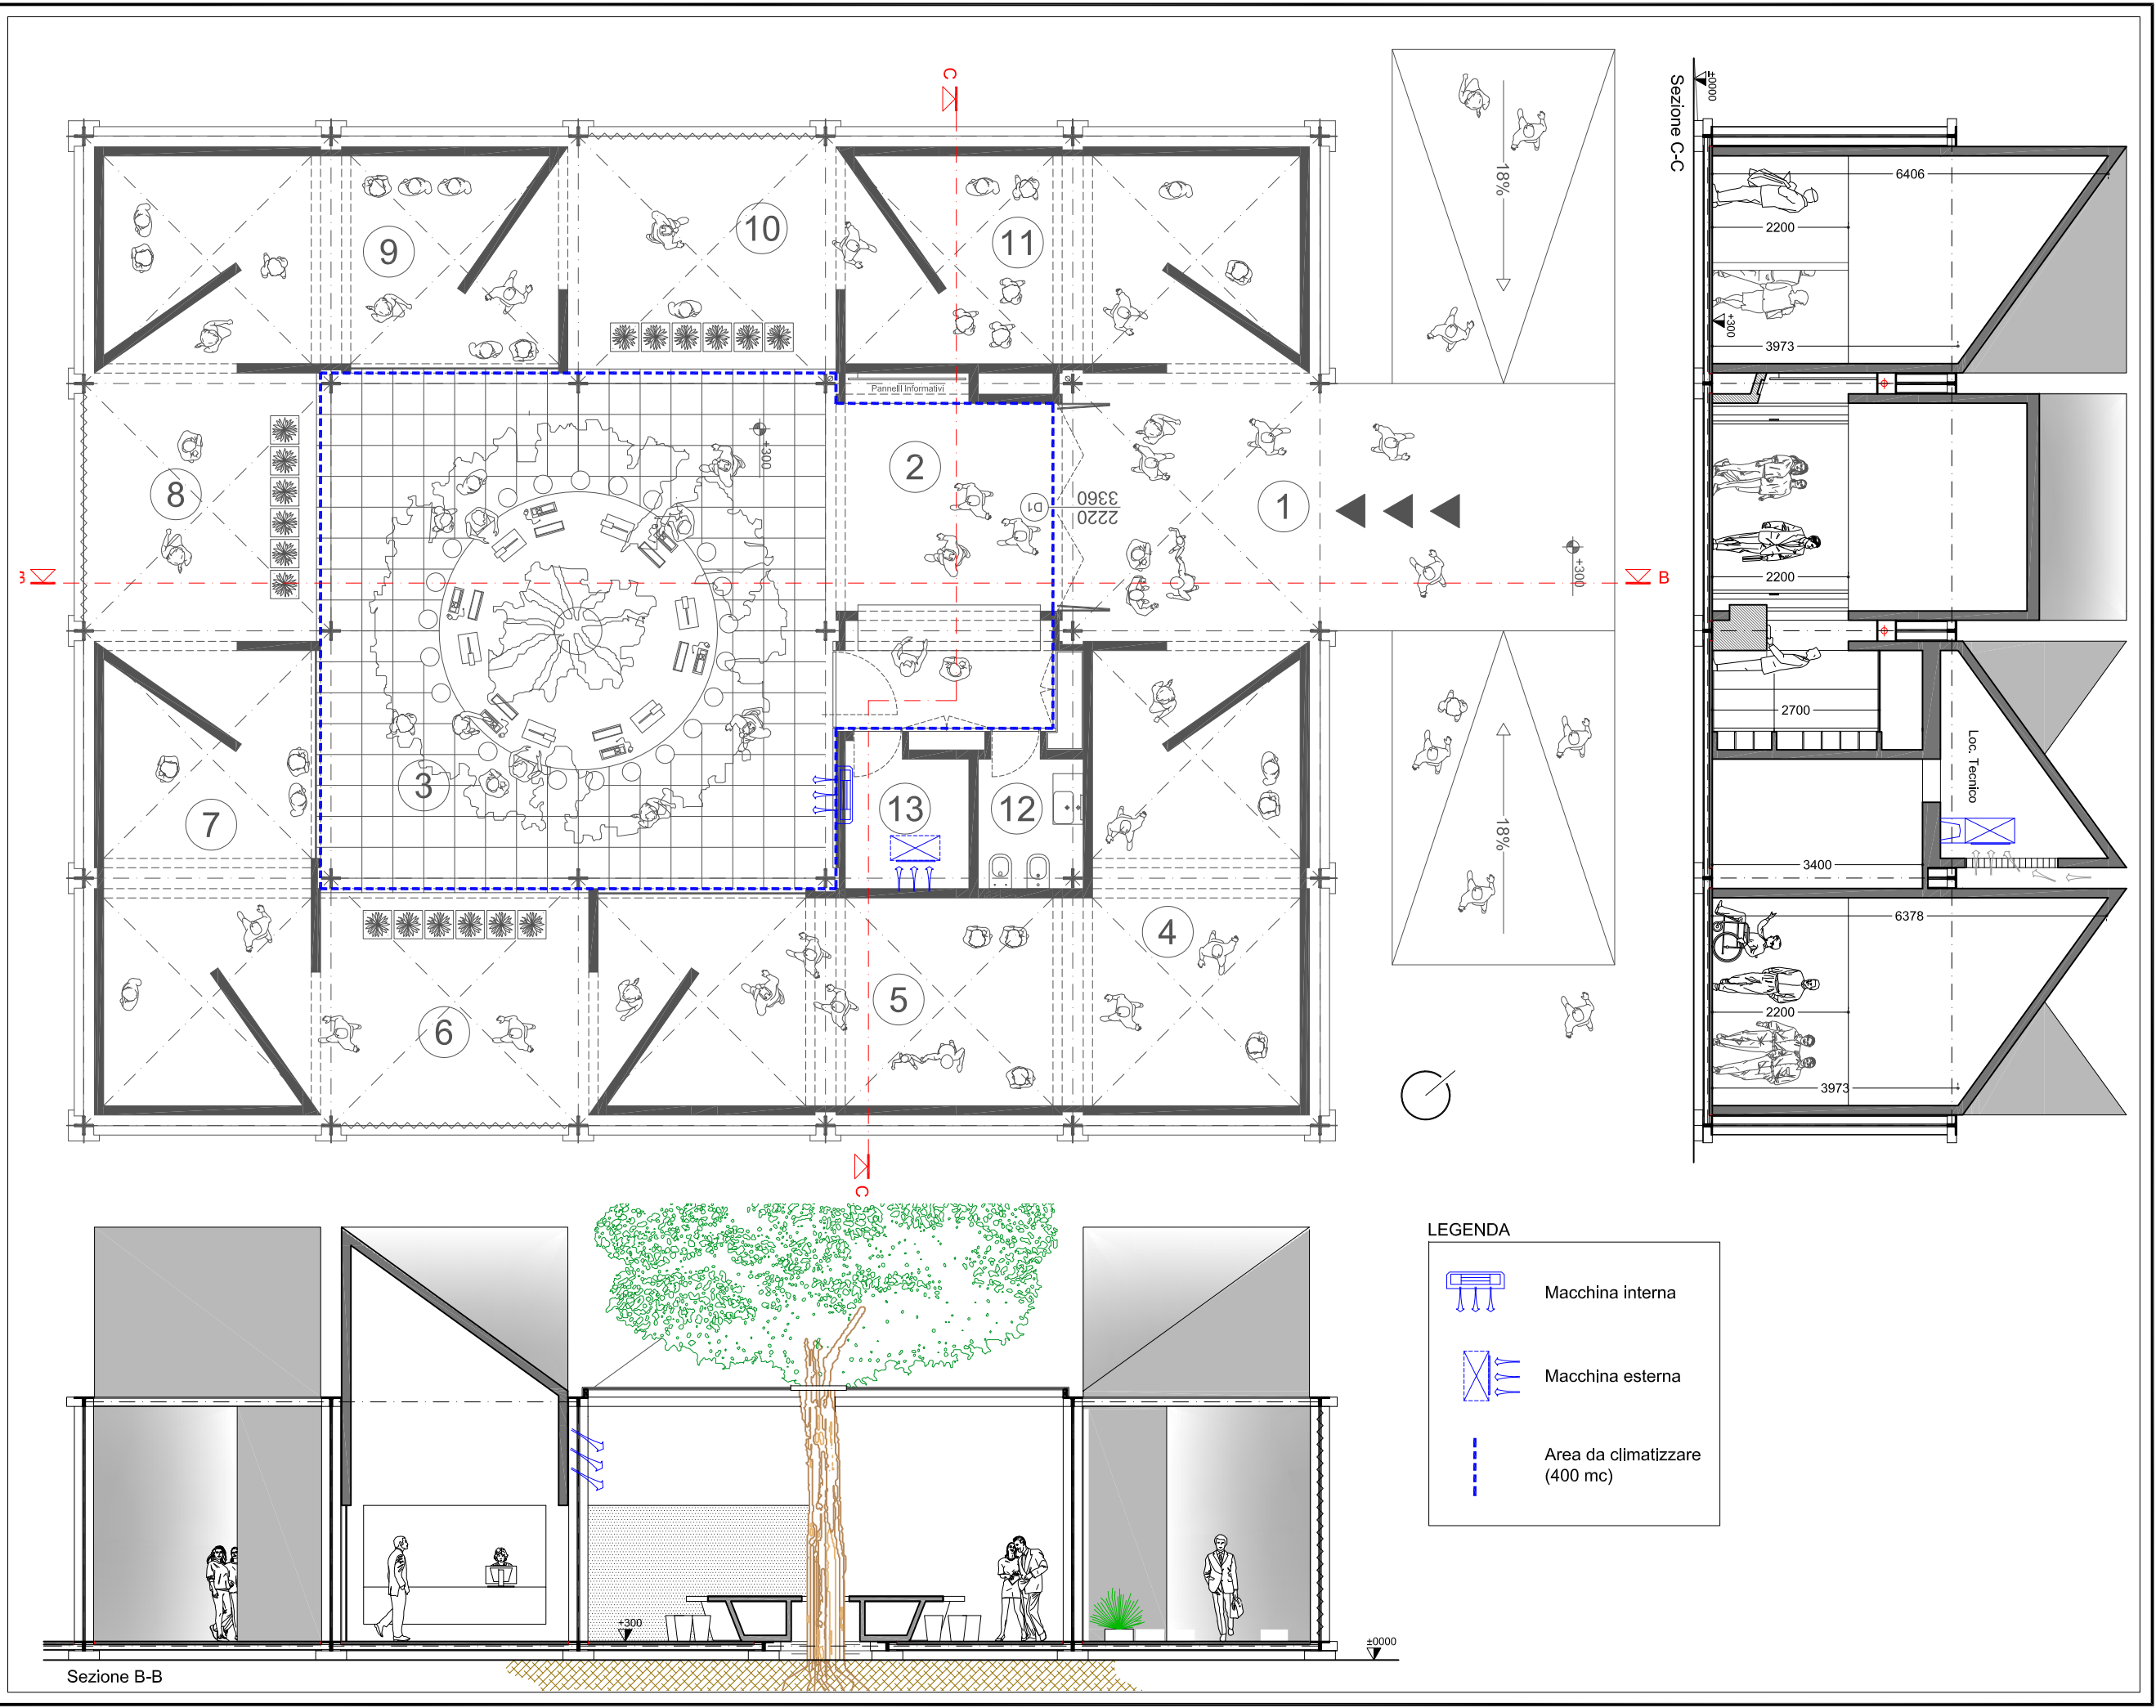 C
18%
9
10
11
Pannelli Informativi
+300
2
8
D1
3360
2220
1
+300
B
B
3
7
13
12
18%
4
5
6
C
Sezione C-C
±0000
6406
2200
+300
3973
2200
2700
Loc. Tecnico
3400
6378
2200
3973
+300
±0000
Sezione B-B
LEGENDA
Macchina interna
Macchina esterna
Area da climatizzare
(400 mc)